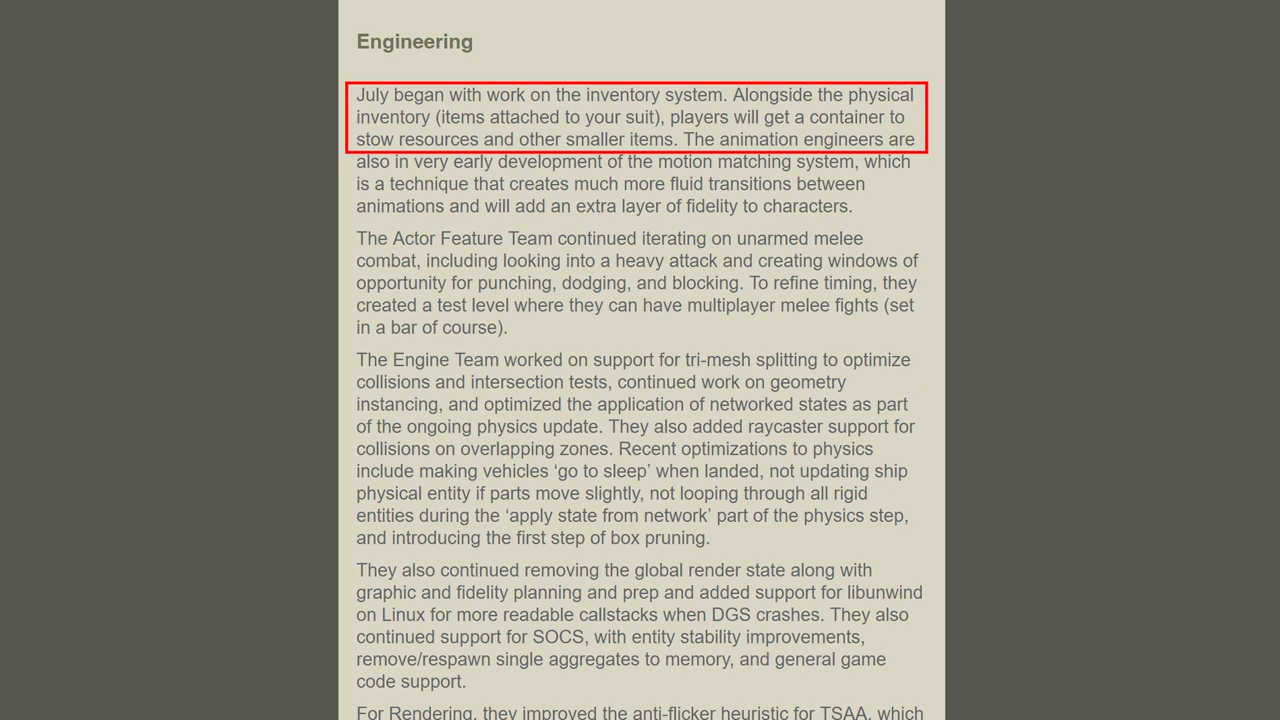 Engineering
July began with work on the inventory system. Alongside the physical
inventory (items attached to your suit), players will get a container to
stow resources and other smaller items. The animation engineers are
also in very early development of the motion matching system, which
is a technique that creates much more fluid transitions between
animations and will add an extra layer of fidelity to characters.
The Actor Feature Team continued iterating on unarmed melee
combat, including looking into a heavy attack and creating windows of
opportunity for punching, dodging, and blocking. To refine timing, they
created a test level where they can have multiplayer melee fights (set
in a bar of course).
The Engine Team worked on support for tri-mesh splitting to optimize
collisions and intersection tests, continued work on geometry
instancing, and optimized the application of networked states as part
of the ongoing physics update. They also added raycaster support for
collisions on overlapping zones. Recent optimizations to physics
include making vehicles ‘go to sleep’ when landed, not updating ship
physical entity if parts move slightly, not looping through all rigid
entities during the ‘apply state from network’ part of the physics step,
and introducing the first step of box pruning.
They also continued removing the global render state along with
graphic and fidelity planning and prep and added support for libunwind
on Linux for more readable callstacks when DGS crashes. They also
continued support for SOCS, with entity stability improvements,
remove/respawn single aggregates to memory, and general game
code support.
For Rendering, they improved the anti-flicker heuristic for TSAA, which